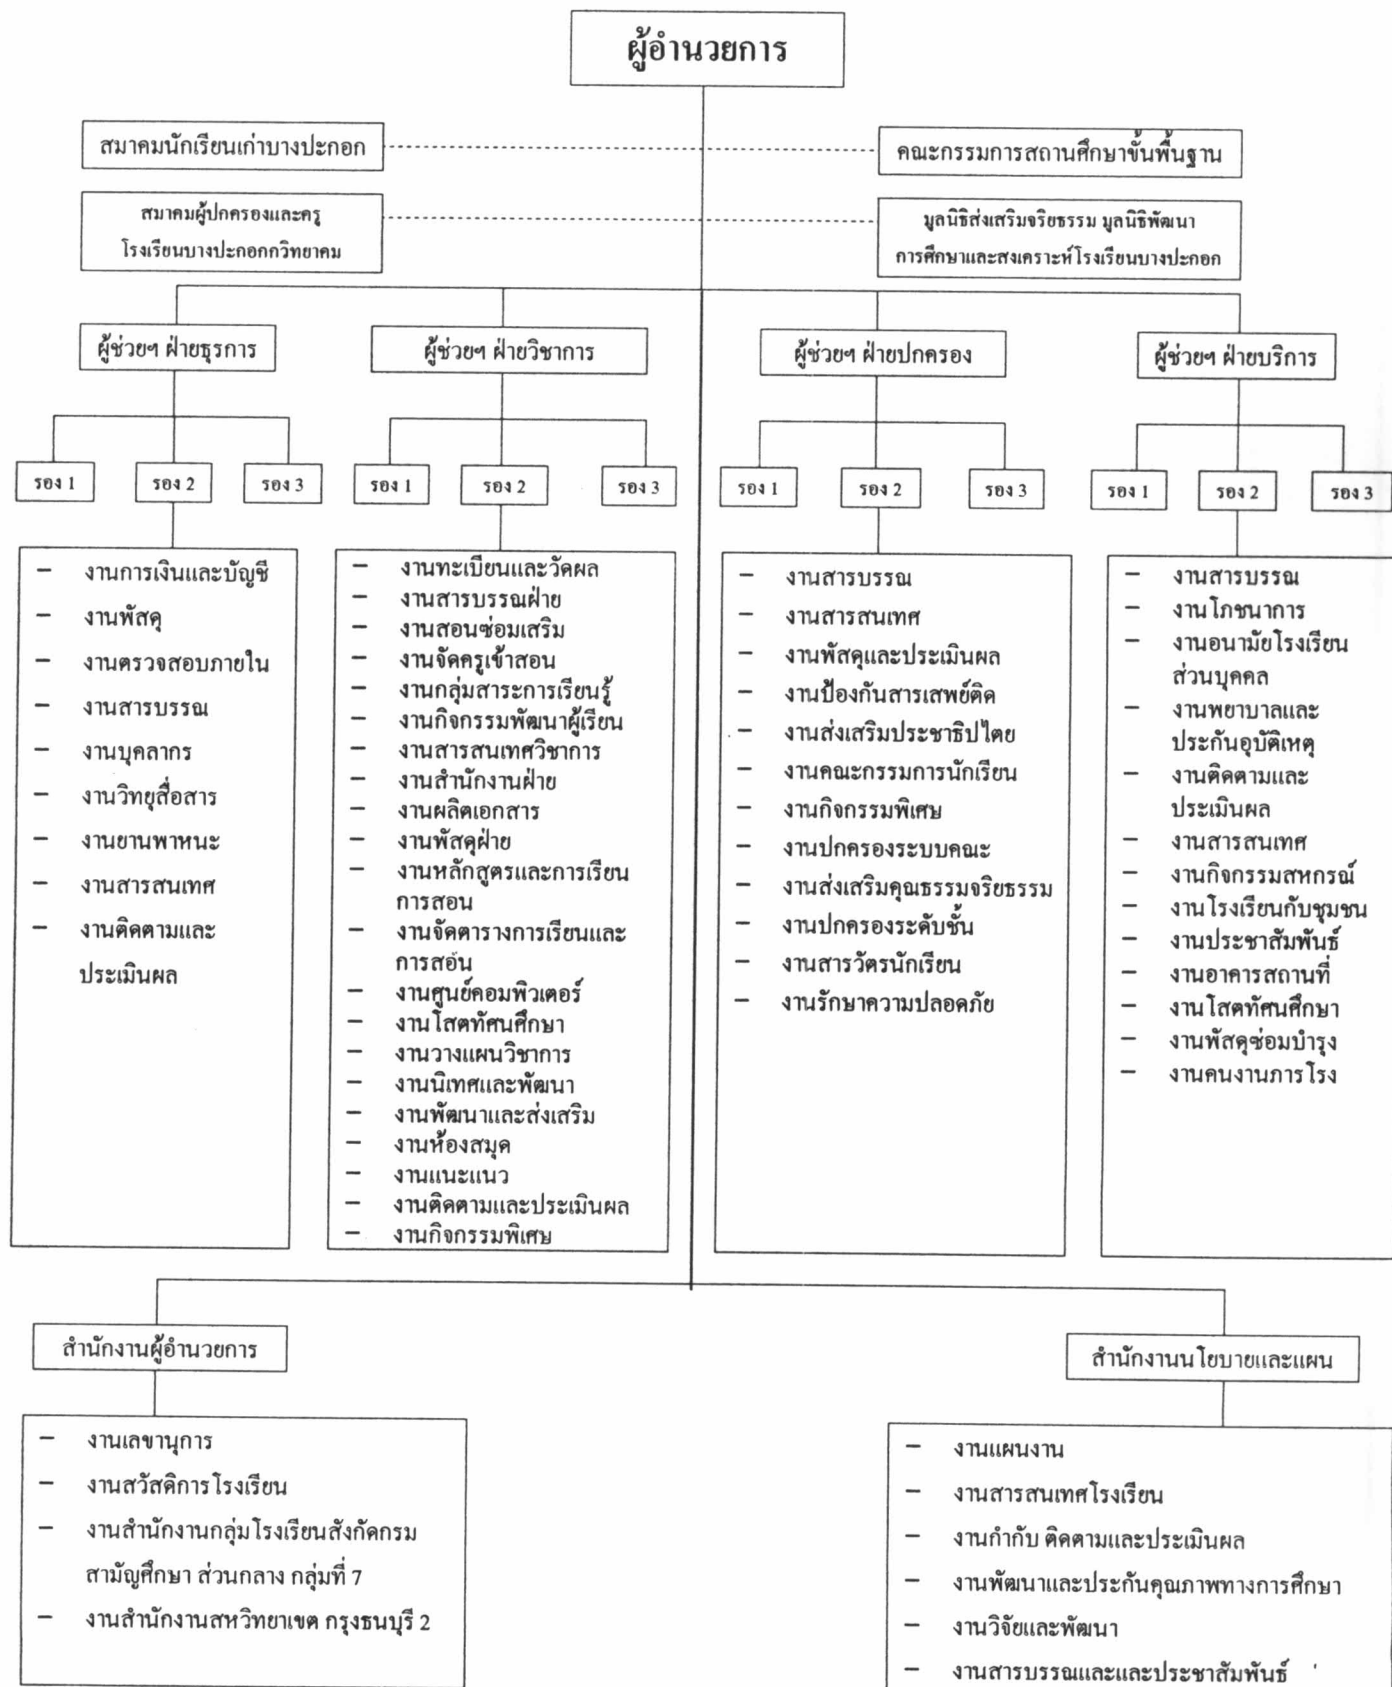 ผู้อำนวยการ
สมาคมนักเรียนเก่าบางปะกอก
คณะกรรมการสถานศึกษาขั้นพื้นฐาน
สมาคมผู้ปกครองและครู
โรงเรียนบางปะกอกกวิทยาคม
มูลนิธิส่งเสริมจริยธรรม มูลนิธิพัฒนา
การศึกษาและสงเคราะห์โรงเรียนบางปะกอก
ผู้ช่วยฯ ฝ่ายธุรการ
ผู้ช่วยฯ ฝ่ายวิชาการ
ผู้ช่วยฯ ฝ่ายปกครอง
ผู้ช่วยฯ ฝ่ายบริการ
รอง 1
รอง 2
รอง 3
รอง 1
รอง 2
รอง 3
รอง 1
รอง 2
รอง 3
รอง 1
รอง 2
รอง 3
– งานการเงินและบัญชี
– งานพัสดุ
– งานตรวจสอบภายใน
– งานสารบรรณ
– งานบุคลากร
– งานวิทยุสื่อสาร
– งานยานพาหนะ
– งานสารสนเทศ
– งานติดตามและ
ประเมินผล
– งานทะเบียนและวัดผล
– งานสารบรรณฝ่าย
– งานสอนซ่อมเสริม
– งานจัดครูเข้าสอน
– งานกลุ่มสาระการเรียนรู้
– งานกิจกรรมพัฒนาผู้เรียน
– งานสารสนเทศวิชาการ
– งานสำนักงานฝ่าย
– งานผลิตเอกสาร
– งานพัสดุฝ่าย
– งานหลักสูตรและการเรียน
การสอน
– งานจัดตารางการเรียนและ
การสอน
– งานศูนย์คอมพิวเตอร์
– งานโสตทัศนศึกษา
– งานวางแผนวิชาการ
– งานนิเทศและพัฒนา
– งานพัฒนาและส่งเสริม
– งานห้องสมุด
– งานแนะแนว
– งานติดตามและประเมินผล
– งานกิจกรรมพิเศษ
– งานสารบรรณ
– งานสารสนเทศ
– งานพัสดุและประเมินผล
– งานป้องกันสารเสพย์ติด
– งานส่งเสริมประชาธิปไตย
– งานคณะกรรมการนักเรียน
– งานกิจกรรมพิเศษ
– งานปกครองระบบคณะ
– งานส่งเสริมคุณธรรมจริยธรรม
– งานปกครองระดับชั้น
– งานสารวัตรนักเรียน
– งานรักษาความปลอดภัย
– งานสารบรรณ
– งานโภชนาการ
– งานอนามัยโรงเรียน
ส่วนบุคคล
– งานพยาบาลและ
ประกันอุบัติเหตุ
– งานติดตามและ
ประเมินผล
– งานสารสนเทศ
– งานกิจกรรมสหกรณ์
– งานโรงเรียนกับชุมชน
– งานประชาสัมพันธ์
– งานอาคารสถานที่
– งานโสตทัศนศึกษา
– งานพัสดุซ่อมบำรุง
– งานคนงานภารโรง
สำนักงานผู้อำนวยการ
สำนักงานนโยบายและแผน
– งานเลขานุการ
– งานสวัสดิการโรงเรียน
– งานสำนักงานกลุ่มโรงเรียนสังกัดกรม
สามัญศึกษา ส่วนกลาง กลุ่มที่ 7
– งานสำนักงานสหวิทยาเขต กรุงธนบุรี 2
– งานแผนงาน
– งานสารสนเทศโรงเรียน
– งานกำกับ ติดตามและประเมินผล
– งานพัฒนาและประกันคุณภาพทางการศึกษา
– งานวิจัยและพัฒนา
– งานสารบรรณและและประชาสัมพันธ์